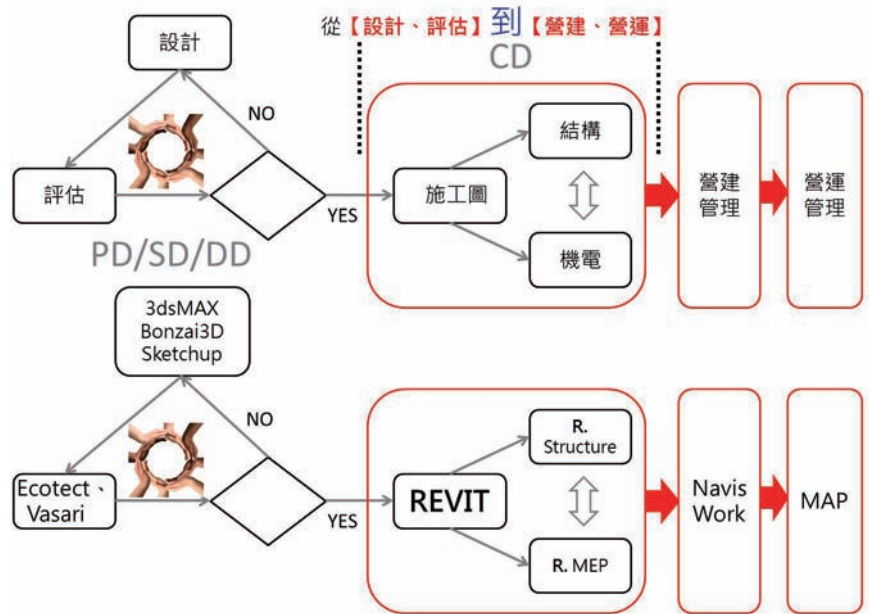 從【設計、評估】到【營建、營運】
CD
設計
NO
評估
YES
施工圖
結構
機電
營建
管理
營運
管理
PD/SD/DD
3dsMAX
Bonzai3D
Sketchup
NO
Ecotect、
Vasari
YES
REVIT
R.
Structure
R. MEP
Navis
Work
MAP